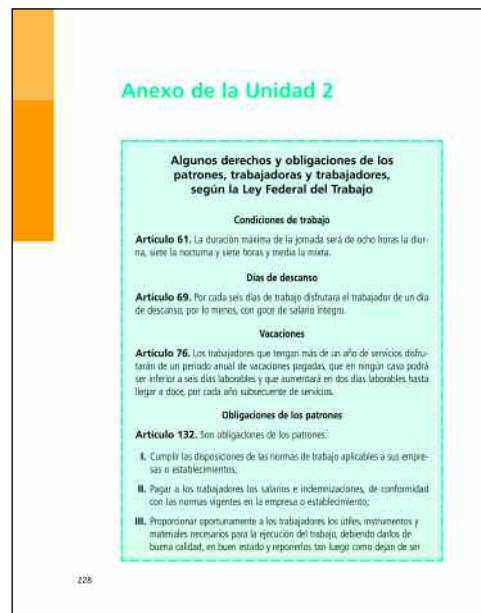 Anexo de la Unidad 2
Algunos derechos y obligaciones de los
patrones, trabajadoras y trabajadores,
según la Ley Federal del Trabajo
Condiciones de trabajo
Artículo 61. La duración máxima de la jornada será de ocho horas la diur-
na, siete la nocturna y siete horas y media la mixta.
Días de descanso
Artículo 69. Por cada seis días de trabajo disfrutará el trabajador de un día
de descanso, por lo menos, con goce de salario íntegro.
Vacaciones
Artículo 76. Los trabajadores que tengan más de un año de servicios disfru-
tarán de un periodo anual de vacaciones pagadas, que en ningún caso podrá
ser inferior a seis días laborables y que aumentará en dos días laborables hasta
llegar a doce, por cada año subsecuente de servicios.
Obligaciones de los patrones
Artículo 132. Son obligaciones de los patrones:
I. Cumplir las disposiciones de las normas de trabajo aplicables a sus empre-
sas o establecimientos;
II. Pagar a los trabajadores los salarios e indemnizaciones, de conformidad
con las normas vigentes en la empresa o establecimiento;
III. Proporcionar oportunamente a los trabajadores los útiles, instrumentos y
materiales necesarios para la ejecución del trabajo, debiendo darlos de
buena calidad, en buen estado y reponerlos tan luego como dejan de ser
228